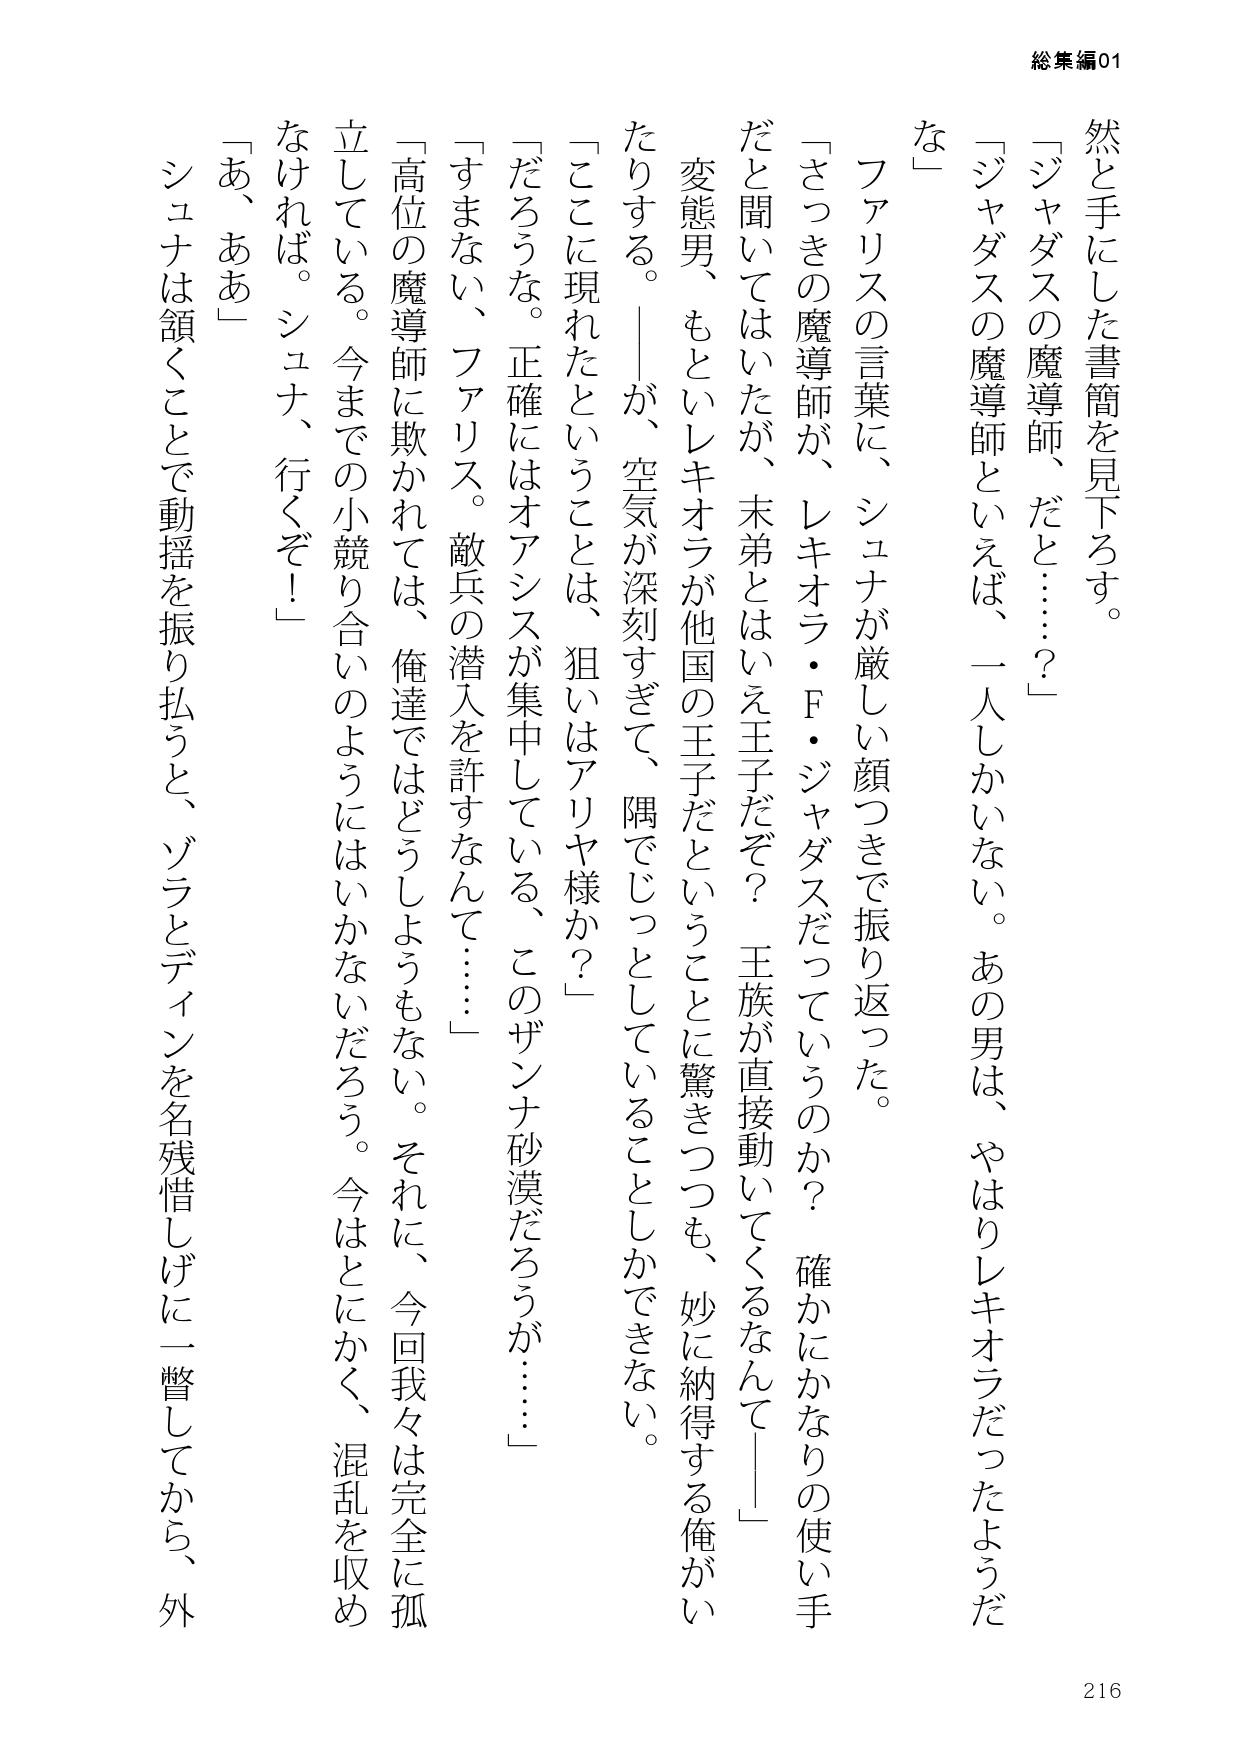 総集編01
然と手にした書簡を見下ろす。
「ジャダスの魔導師、だと……？」
「ジャダスの魔導師といえば、一人しかいない。あの男は、やはりレキオラだったようだ
な」
　ファリスの言葉に、シュナが厳しい顔つきで振り返った。
「さっきの魔導師が、レキオラ・Ｆ・ジャダスだっていうのか？　確かにかなりの使い手
だと聞いてはいたが、末弟とはいえ王子だぞ？　王族が直接動いてくるなんて――」
　変態男、もといレキオラが他国の王子だということに驚きつつも、妙に納得する俺がい
たりする。――が、空気が深刻すぎて、隅でじっとしていることしかできない。
「ここに現れたということは、狙いはアリヤ様か？」
「だろうな。正確にはオアシスが集中している、このザンナ砂漠だろうが……」
「すまない、ファリス。敵兵の潜入を許すなんて……」
「高位の魔導師に欺かれては、俺達ではどうしようもない。それに、今回我々は完全に孤
立している。今までの小競り合いのようにはいかないだろう。今はとにかく、混乱を収め
なければ。シュナ、行くぞ！」
「あ、ああ」
　シュナは頷くことで動揺を振り払うと、ゾラとディンを名残惜しげに一瞥してから、外
216